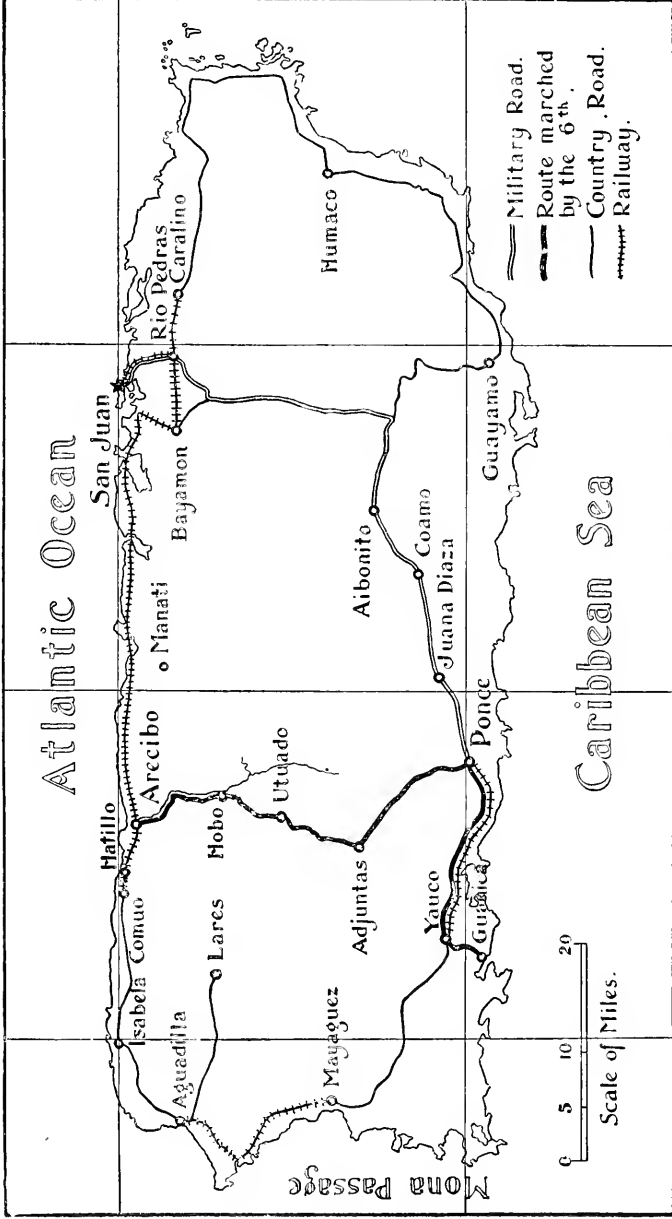 Atlantic Ocean
San Juan
Hatillo
Arecibo
Isabela
Comuo
Aguadilla
Lares
Manati
Bayamon
Rio Pedras
Caralino
Hobo
Utuado
Adjuntas
Mayaguez
Mona Passage
Yauco
Guanica
Ponce
Juana Diaza
Coamo
Aibonito
Guayamo
Humaco
Caribbean Sea
Military Road.
Route marched
by the 6th.
Country . Road.
Railway.
0 5 10 20
Scale of Miles.